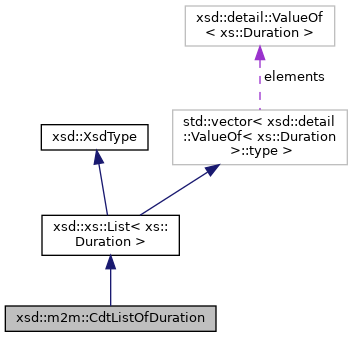 xsd::detail::ValueOf
< xs::Duration >
elements
std::vector< xsd::detail
::ValueOf< xs::Duration
>::type >
xsd::XsdType
xsd::xs::List< xs::
Duration >
xsd::m2m::CdtListOfDuration